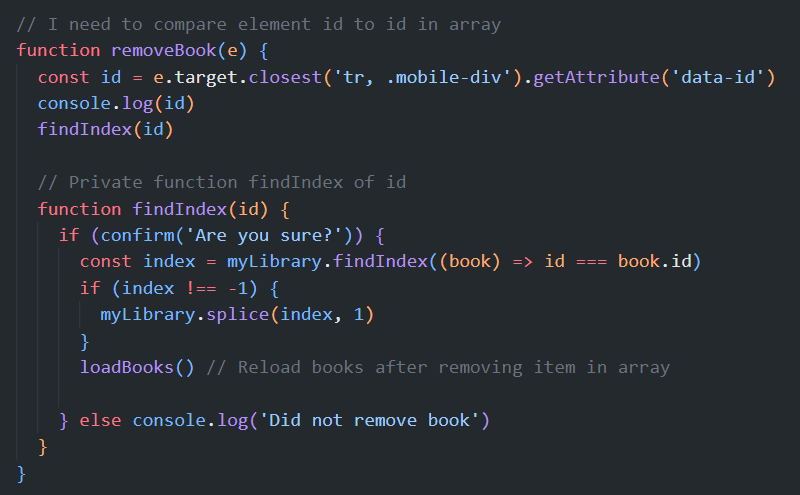 // I need to compare element id to id in array
function removeBook(e) {
  const id = e.target.closest('tr, .mobile-div').getAttribute('data-id')
  console.log(id)
  findIndex(id)

  // Private function findIndex of id
  function findIndex(id) {
    if (confirm('Are you sure?')) {
      const index = myLibrary.findIndex((book) => id === book.id)
      if (index !== -1) {
        myLibrary.splice(index, 1)
      }
      loadBooks() // Reload books after removing item in array

    } else console.log('Did not remove book')
  }
}